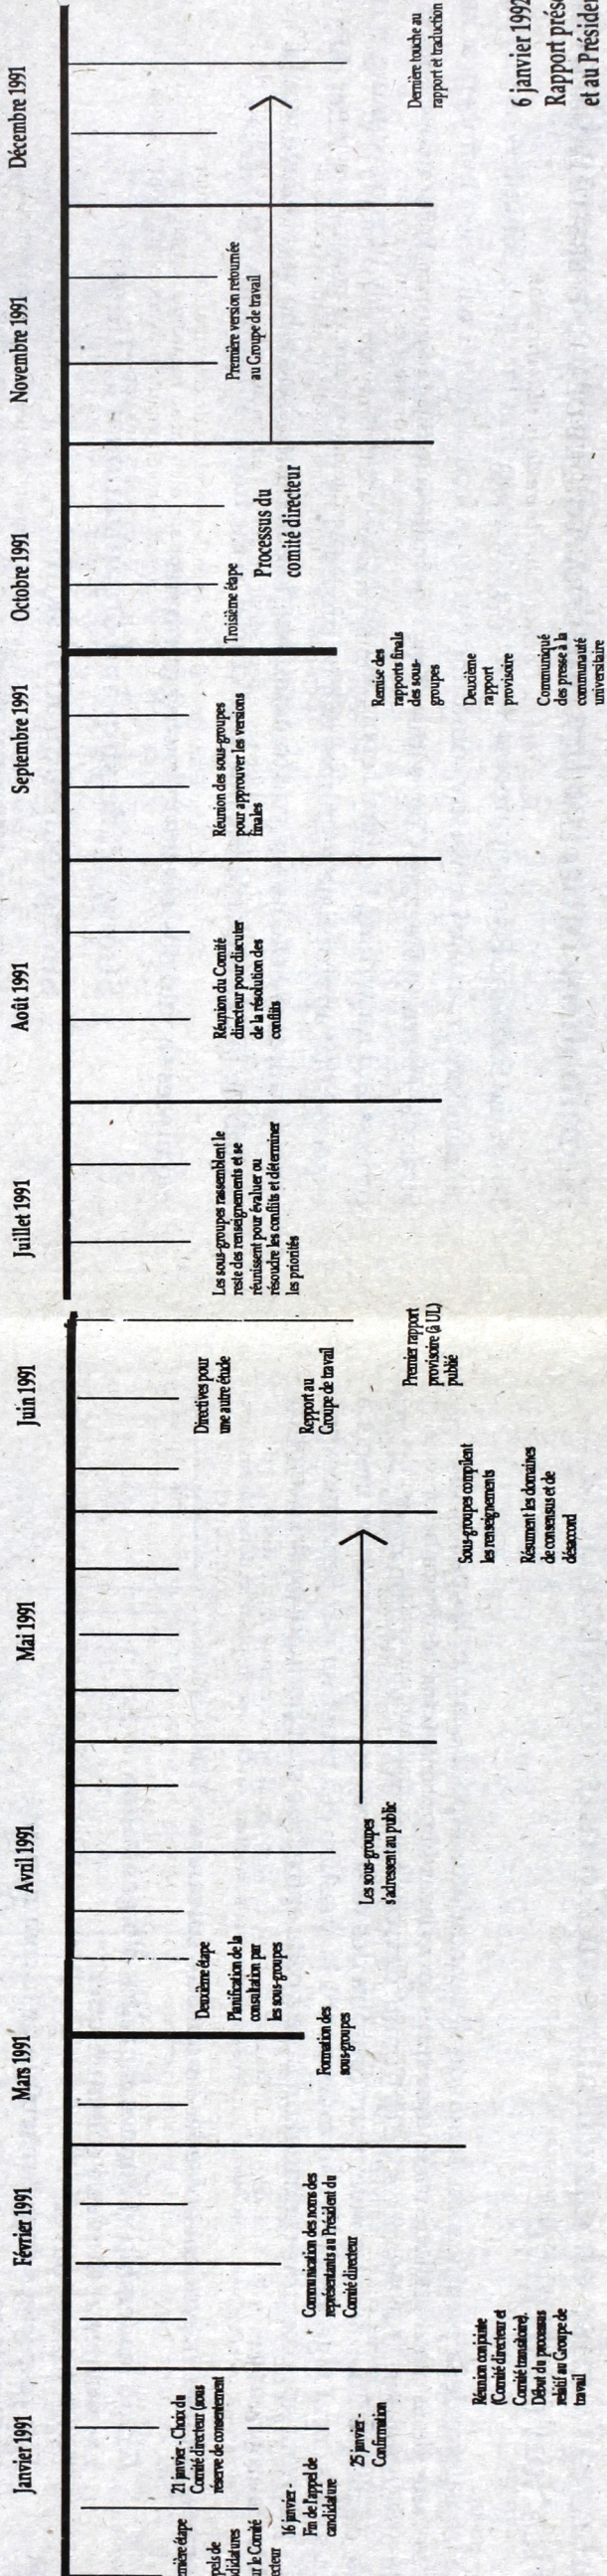 Janvier 1991
Février 1991
Mars 1991
Avril 1991
Mai 1991
Juin 1991
Juillet 1991
Août 1991
Septembre 1991
Octobre 1991
Novembre 1991
Décembre 1991
étape
21 janvier - Choix du
Comité directeur (sous
réserve de consentement
16 janvier -
Fin de l'appel de
candidature
25 janvier -
Confirmation
Réunion conjointe
(Comité directeur et
Comité transitoire).
Début du processus
relatif au Groupe de
travail
Communication des noms des
représentants au Président du
Comité directeur
Formation des
sous-groupes
Deuxième étape
Planification de la
consultation par
les sous-groupes
Les sous-groupes
s'adressent au public
Sous-groupes compilent
les renseignements
Résument les domaines
de consensus et de
désaccord
Directives pour
une autre étude
Repport au
Groupe de travail
Premier rapport
provisoire (à UL)
publié
Les sous-groupes rassemblent le
reste des renseignements et se
réunissent pour évaluer ou
résoudre les conflits et déterminer
les priorités
Réunion du Comité
directeur pour discuter
de la résolution des
conflits
Réunion des sous-groupes
pour approuver les versions
finales
Remise des
rapports finals
des sous-
groupes
Deuxième
rapport
provisoire
Communiqué
des presse à la
communauté
universitaire
Troisième étape
Processus du
comité directeur
Première version retournée
au Groupe de travail
Dernière touche au
rapport et traduction
6 janvier 1992
Rapport prés
et au Présiden